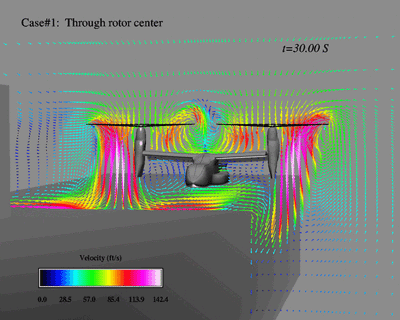 Case#1: Through rotor center
t=30.00 S
Velocity (ft/s)
0.0 28.5 57.0 85.4 113.9 142.4